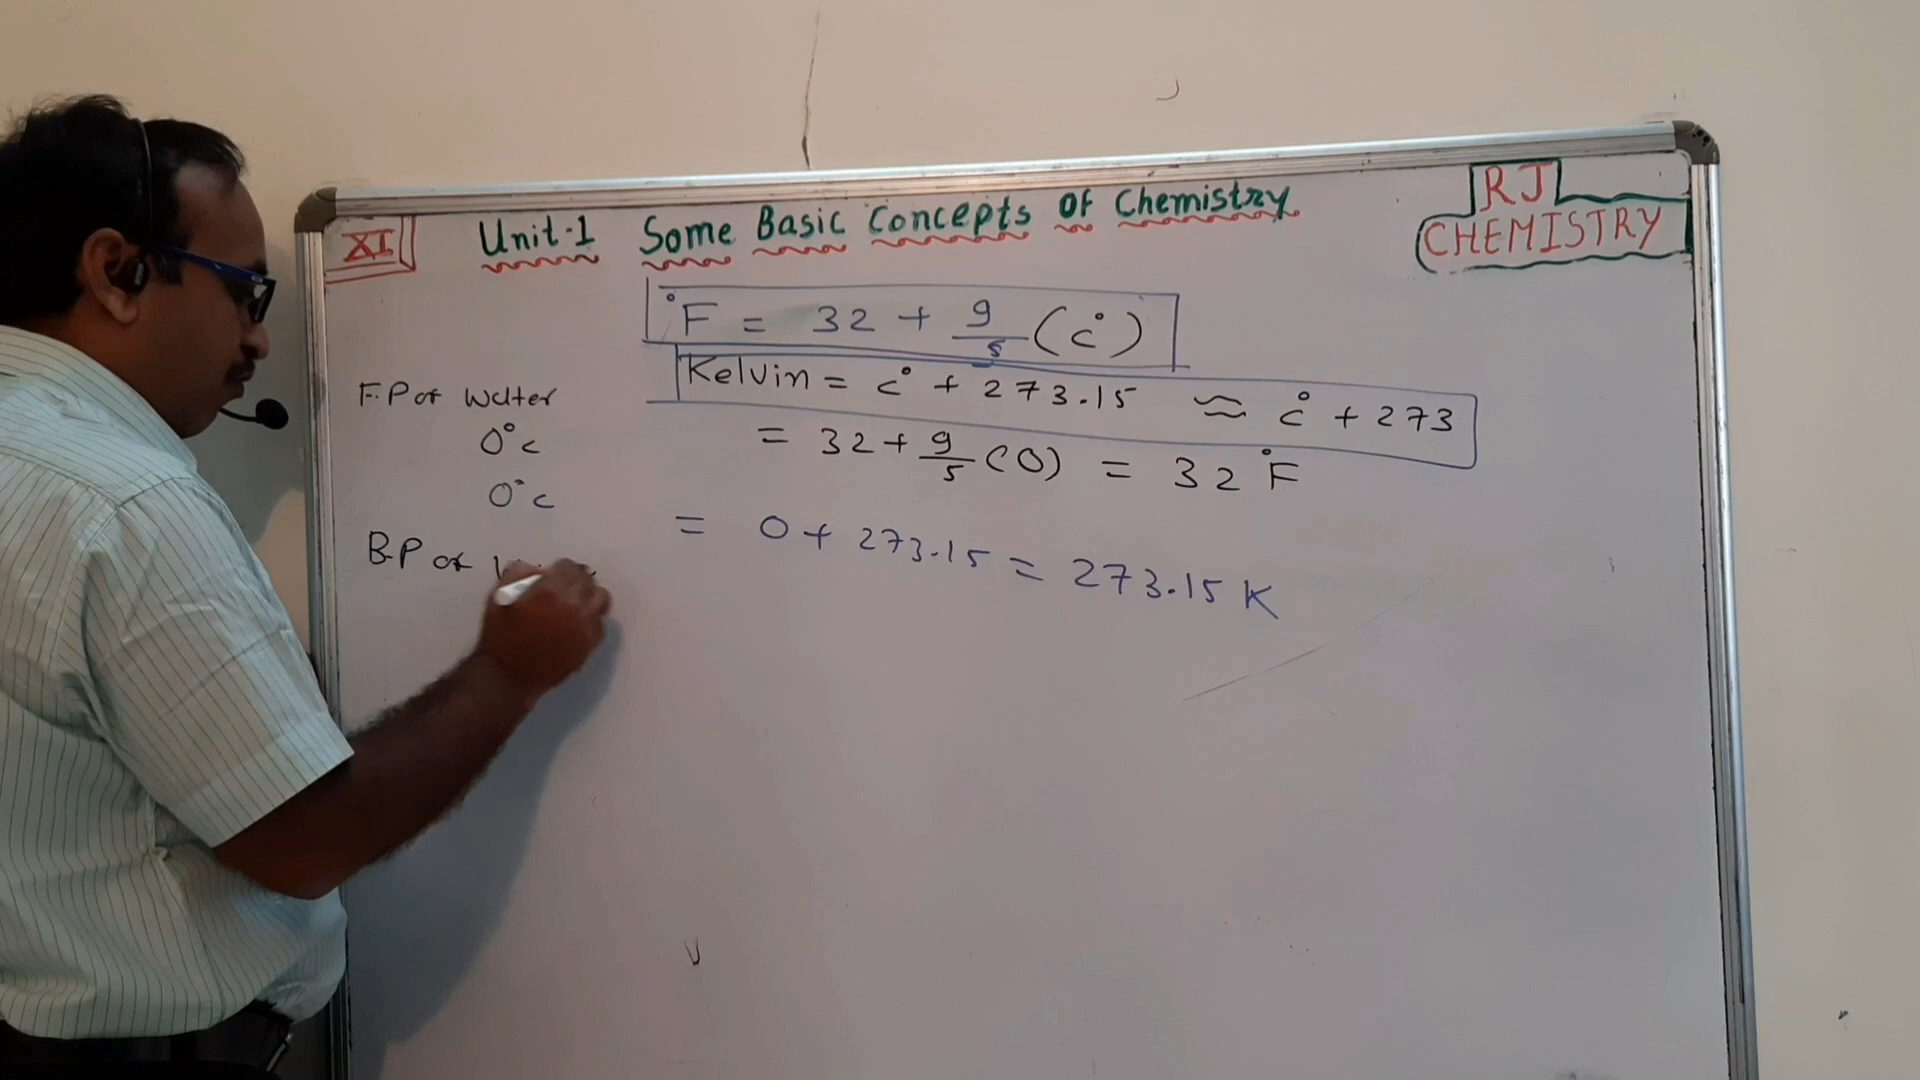 XI Unit-1 Some Basic Concepts Of Chemistry
RJ
CHEMISTRY
°F = 32 + 9/5 (c°)
Kelvin = c° + 273.15 ≈ c° + 273
F.P of Water
0°c = 32 + 9/5 (0) = 32 °F
0°c = 0 + 273.15 = 273.15 K
B.P of